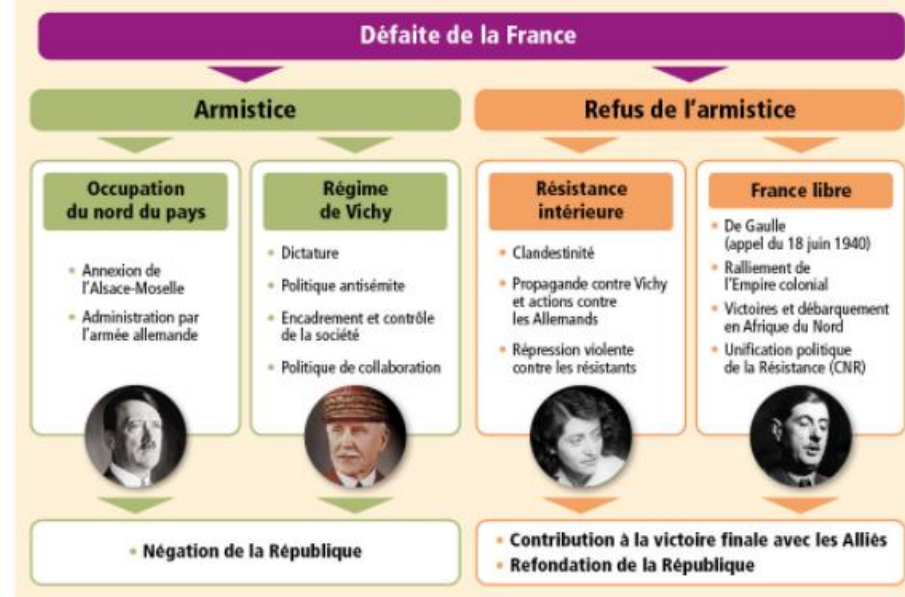 Défaite de la France
Armistice
Refus de l'armistice
Occupation
du nord du pays
• Annexion de
l'Alsace-Moselle
• Administration par
l'armée allemande
Régime
de Vichy
• Dictature
• Politique antisémite
• Encadrement et contrôle
de la société
• Politique de collaboration
Résistance
intérieure
• Clandestinité
• Propagande contre Vichy
et actions contre
les Allemands
• Répression violente
contre les résistants
France libre
• De Gaulle
(appel du 18 juin 1940)
• Ralliement de
l'Empire colonial
• Victoires et débarquement
en Afrique du Nord
• Unification politique
de la Résistance (CNR)
• Négation de la République
• Contribution à la victoire finale avec les Alliés
• Refondation de la République